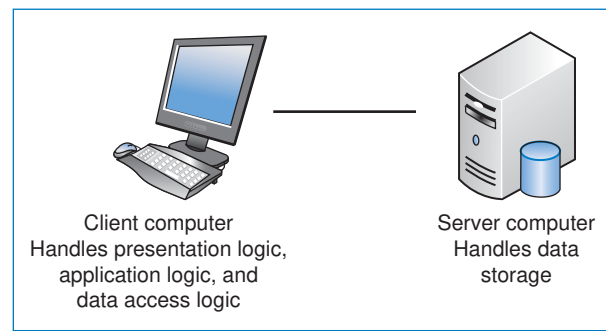 Client computer
Handles presentation logic,
application logic, and
data access logic
Server computer
Handles data
storage